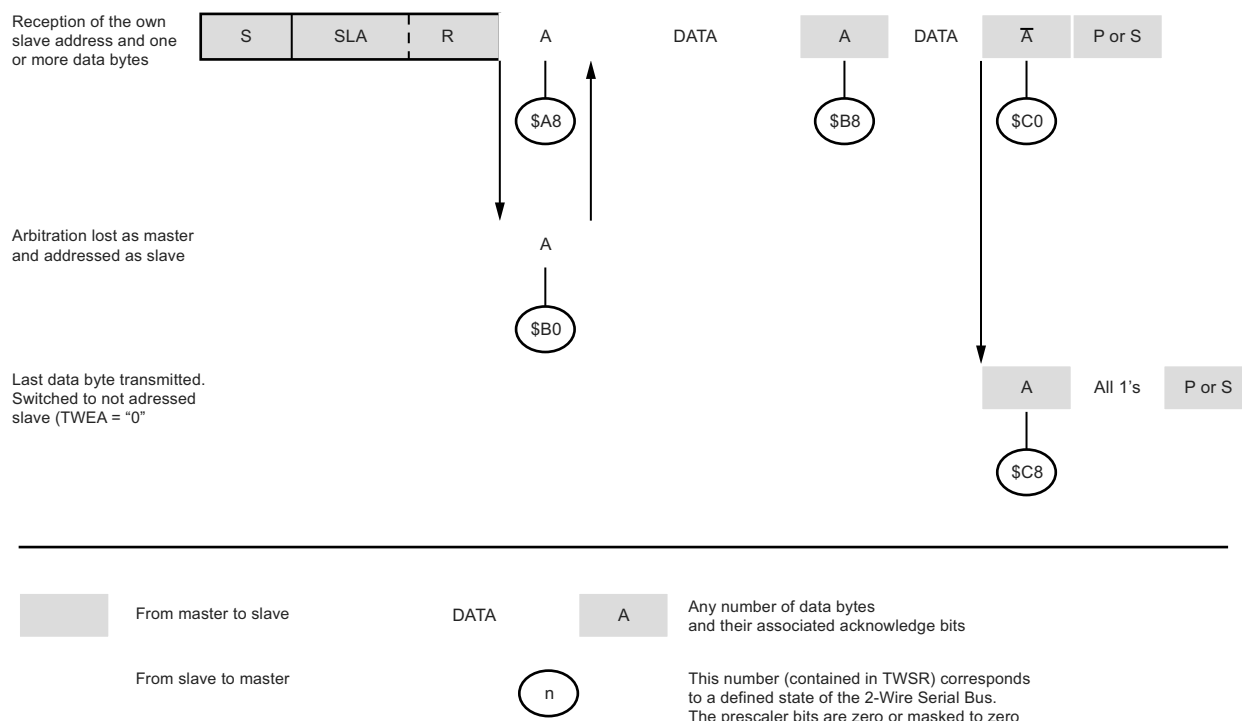 Reception of the own
slave address and one
or more data bytes
S SLA R A DATA A DATA A̅ P or S
$A8 $B8 $C0
Arbitration lost as master
and addressed as slave
A
$B0
Last data byte transmitted.
Switched to not adressed
slave (TWEA = “0”
A All 1's P or S
$C8
From master to slave
DATA A
Any number of data bytes
and their associated acknowledge bits
From slave to master
n
This number (contained in TWSR) corresponds
to a defined state of the 2-Wire Serial Bus.
The prescaler bits are zero or masked to zero